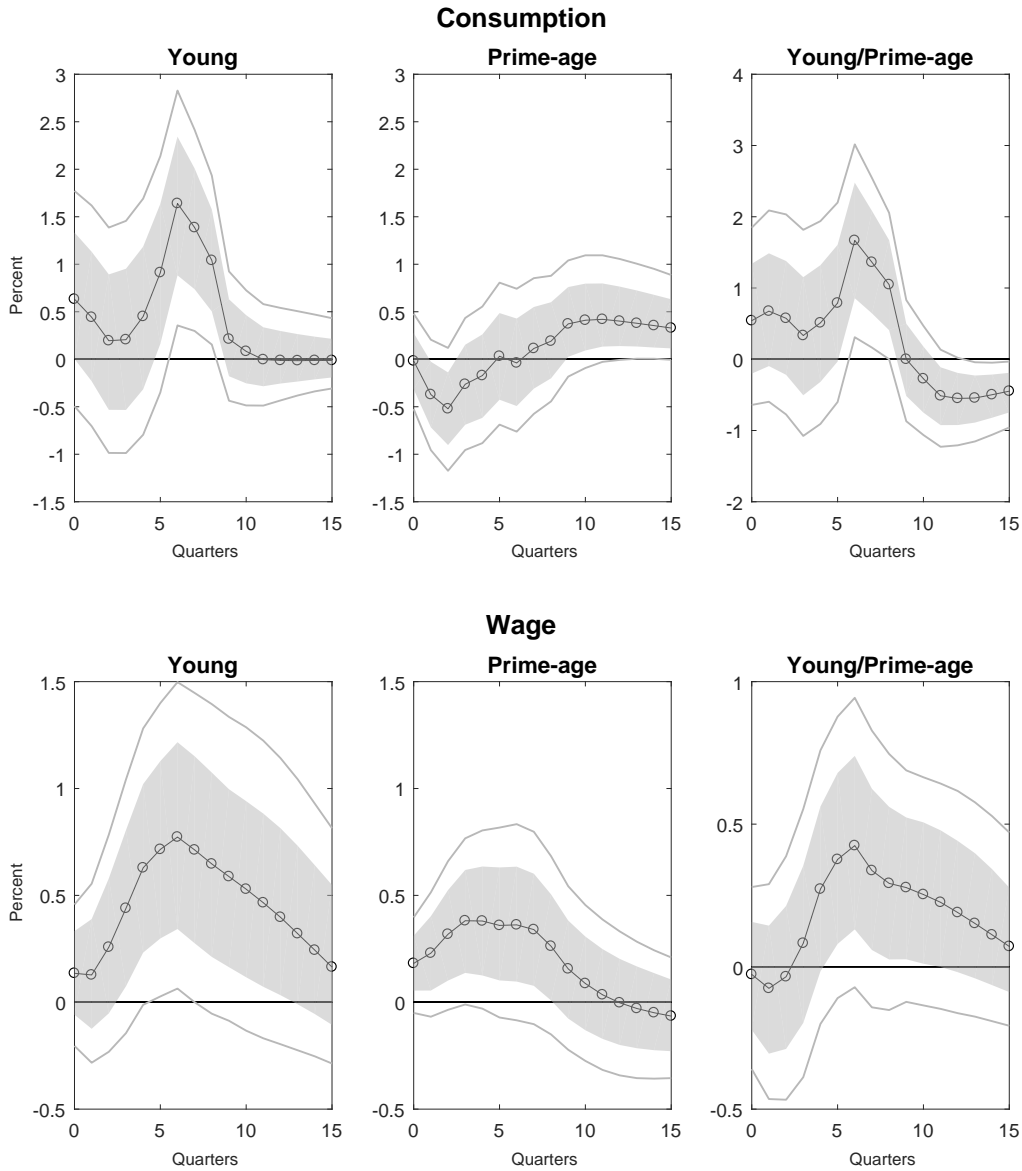 Consumption
Young Prime-age Young/Prime-age
3 3 4
2.5 2.5
3
2 2
1.5 1.5 2
1 1
1
0.5 0.5
0 0 0
-0.5 -0.5
-1
-1 -1
-1.5 -1.5 -2
0 5 10 15 0 5 10 15 0 5 10 15
Percent
Quarters Quarters Quarters
Wage
Young Prime-age Young/Prime-age
1.5 1.5 1
1 1
0.5
0.5 0.5
0
0 0
-0.5 -0.5 -0.5
0 5 10 15 0 5 10 15 0 5 10 15
Percent
Quarters Quarters Quarters